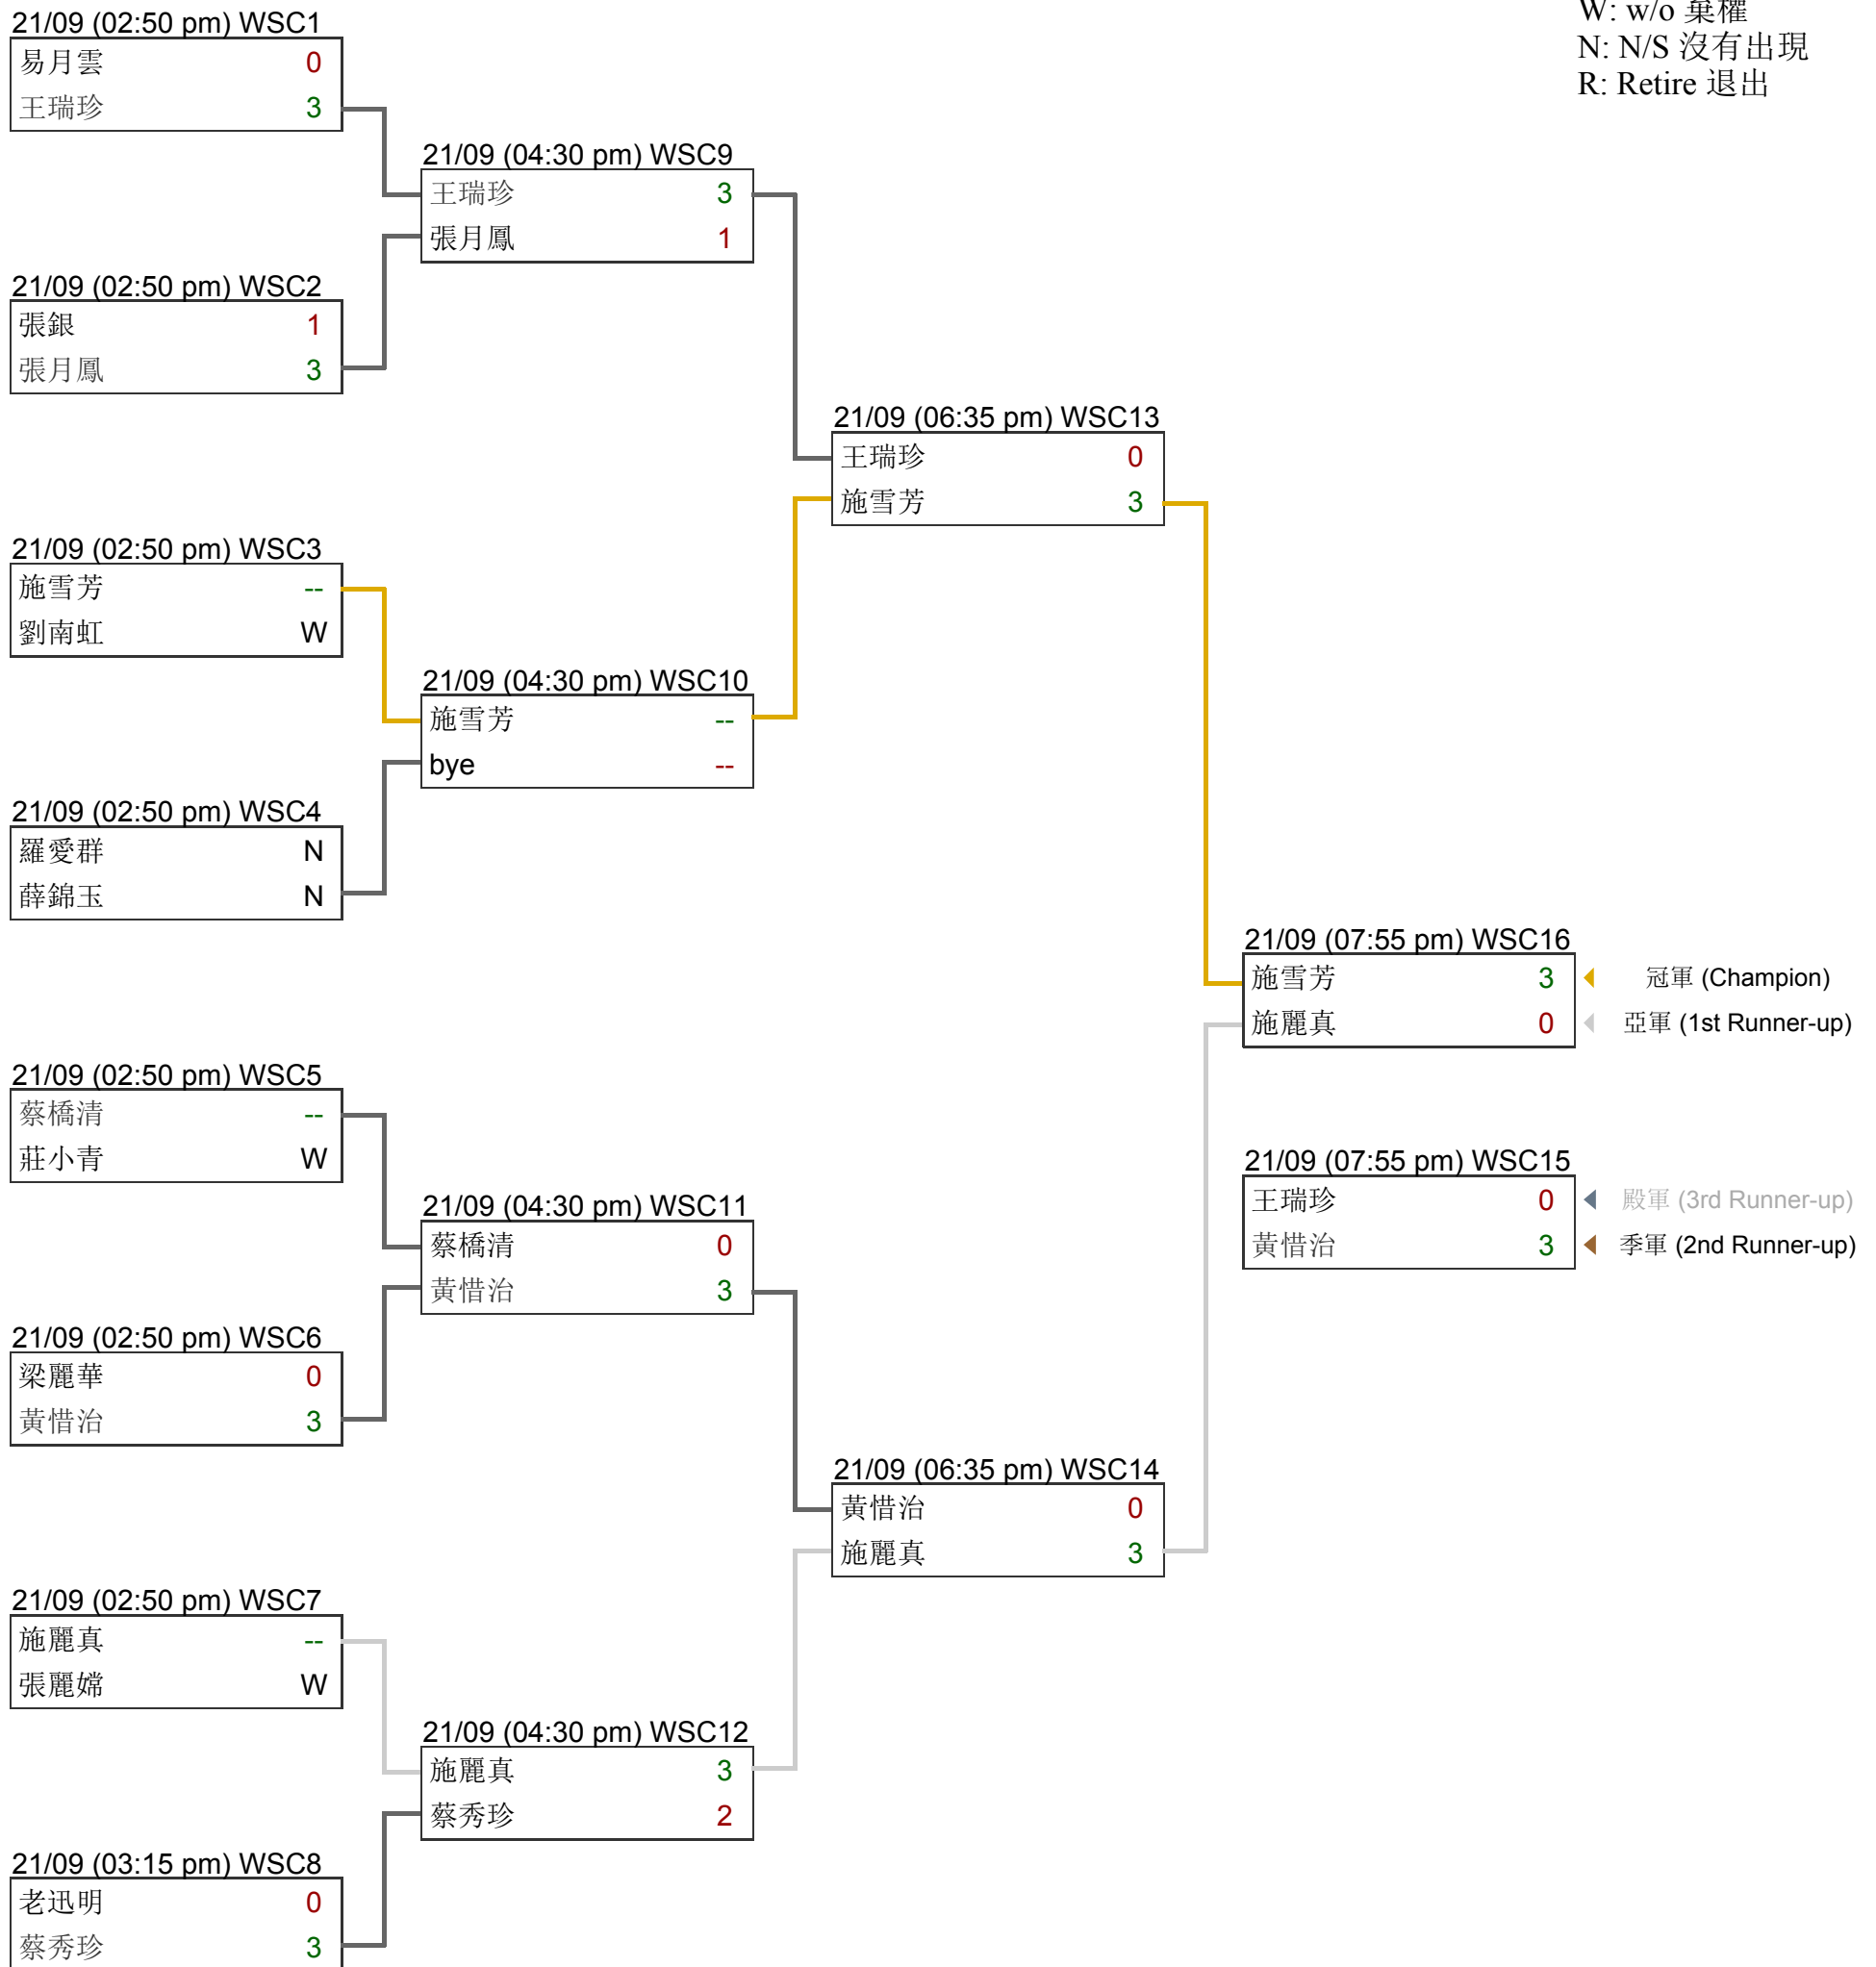 W: w/o 棄權
N: N/S 沒有出現
R: Retire 退出
21/09 (02:50 pm) WSC1
易月雲 0
王瑞珍 3
21/09 (04:30 pm) WSC9
王瑞珍 3
張月鳳 1
21/09 (02:50 pm) WSC2
張銀 1
張月鳳 3
21/09 (06:35 pm) WSC13
王瑞珍 0
施雪芳 3
21/09 (02:50 pm) WSC3
施雪芳 --
劉南虹 W
21/09 (04:30 pm) WSC10
施雪芳 --
bye --
21/09 (02:50 pm) WSC4
羅愛群 N
薛錦玉 N
21/09 (07:55 pm) WSC16
施雪芳 3 冠軍 (Champion)
施麗真 0 亞軍 (1st Runner-up)
21/09 (02:50 pm) WSC5
蔡橋清 --
莊小青 W
21/09 (07:55 pm) WSC15
王瑞珍 0 殿軍 (3rd Runner-up)
黃惜治 3 季軍 (2nd Runner-up)
21/09 (04:30 pm) WSC11
蔡橋清 0
黃惜治 3
21/09 (02:50 pm) WSC6
梁麗華 0
黃惜治 3
21/09 (06:35 pm) WSC14
黃惜治 0
施麗真 3
21/09 (02:50 pm) WSC7
施麗真 --
張麗嫦 W
21/09 (04:30 pm) WSC12
施麗真 3
蔡秀珍 2
21/09 (03:15 pm) WSC8
老迅明 0
蔡秀珍 3